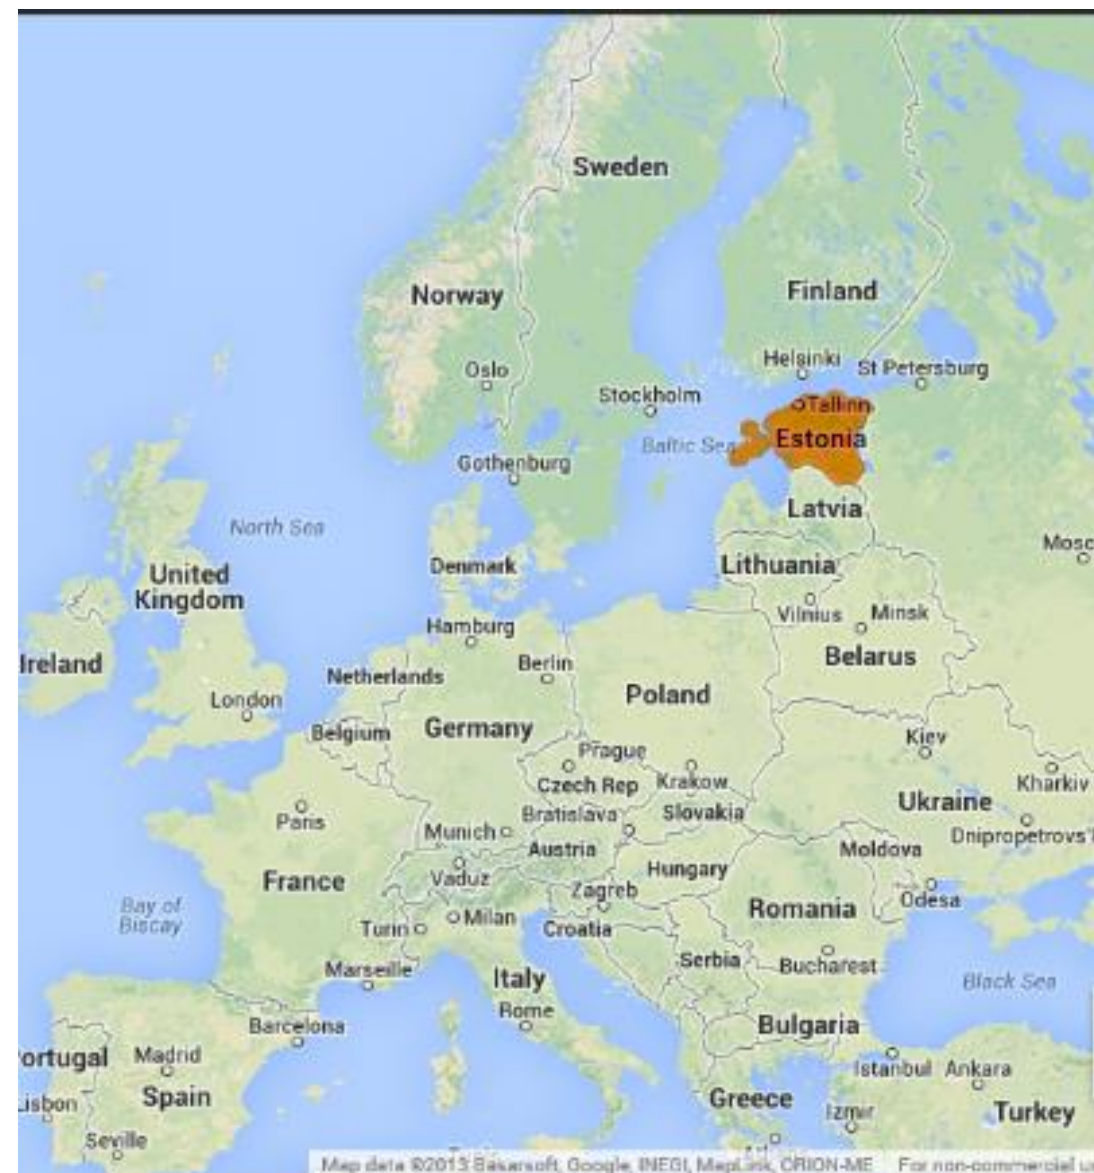 Sweden
Norway
Finland
Helsinki
St Petersburg
Oslo
Stockholm
Tallinn
Baltic Sea
Estonia
Gothenburg
Latvia
North Sea
Mosc
Denmark
Lithuania
United
Kingdom
Vilnius
Minsk
Hamburg
Belarus
Ireland
Berlin
Netherlands
Poland
London
Germany
Belgium
Kiev
Prague
Czech Rep
Krakow
Kharkiv
Ukraine
Bratislava
Slovakia
Paris
Munich
Dnipropetrovs
Austria
Moldova
Hungary
Vaduz
France
Zagreb
Odesa
Bay of
Biscay
Romania
Milan
Turin
Croatia
Serbia
Bucharest
Marseille
Italy
Black Sea
Rome
Barcelona
Bulgaria
ortugal
Madrid
Istanbul
Ankara
Spain
Lisbon
Greece
Izmir
Turkey
Seville
Map data ©2013 Basarsoft, Google, INEGI, MapLink, ORION-ME
For non-commercial us